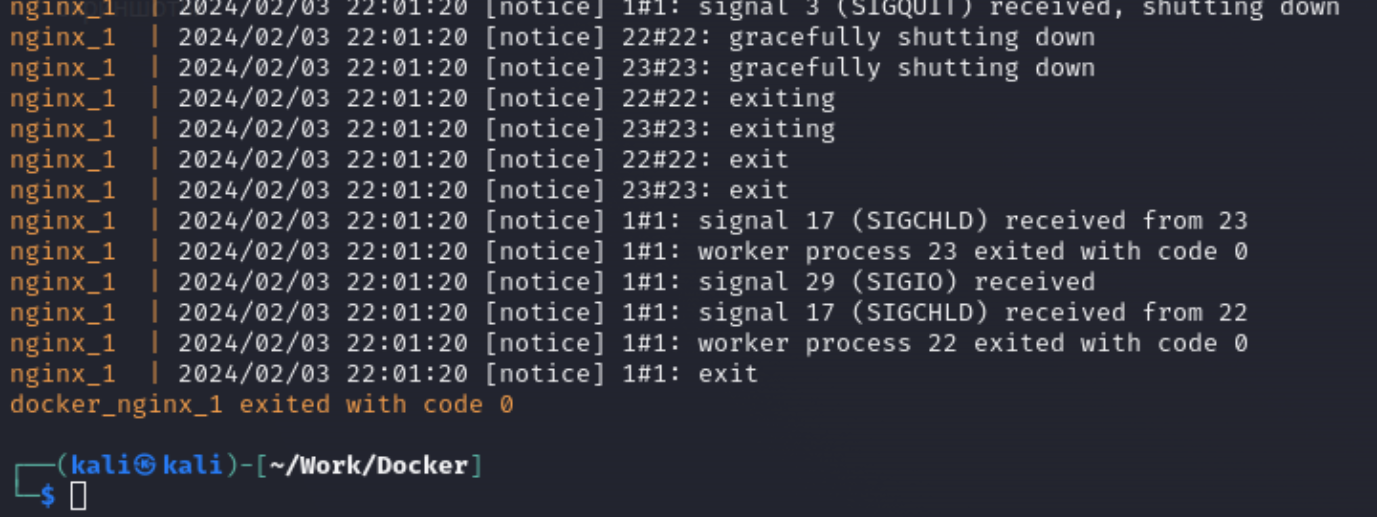 nginx_1  | 2024/02/03 22:01:20 [notice] 1#1: signal 3 (SIGQUIT) received, shutting down
nginx_1  | 2024/02/03 22:01:20 [notice] 22#22: gracefully shutting down
nginx_1  | 2024/02/03 22:01:20 [notice] 23#23: gracefully shutting down
nginx_1  | 2024/02/03 22:01:20 [notice] 22#22: exiting
nginx_1  | 2024/02/03 22:01:20 [notice] 23#23: exiting
nginx_1  | 2024/02/03 22:01:20 [notice] 22#22: exit
nginx_1  | 2024/02/03 22:01:20 [notice] 23#23: exit
nginx_1  | 2024/02/03 22:01:20 [notice] 1#1: signal 17 (SIGCHLD) received from 23
nginx_1  | 2024/02/03 22:01:20 [notice] 1#1: worker process 23 exited with code 0
nginx_1  | 2024/02/03 22:01:20 [notice] 1#1: signal 29 (SIGIO) received
nginx_1  | 2024/02/03 22:01:20 [notice] 1#1: signal 17 (SIGCHLD) received from 22
nginx_1  | 2024/02/03 22:01:20 [notice] 1#1: worker process 22 exited with code 0
nginx_1  | 2024/02/03 22:01:20 [notice] 1#1: exit
docker_nginx_1 exited with code 0
┌──(kali㉿kali)-[~/Work/Docker]
└─$